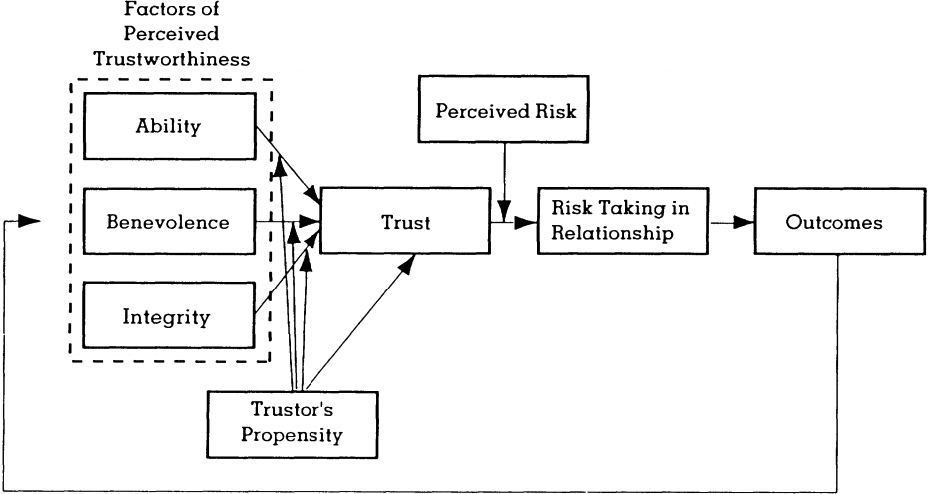 Factors of
Perceived
Trustworthiness
Ability
Benevolence
Integrity
Trustor's
Propensity
Trust
Perceived Risk
Risk Taking in
Relationship
Outcomes